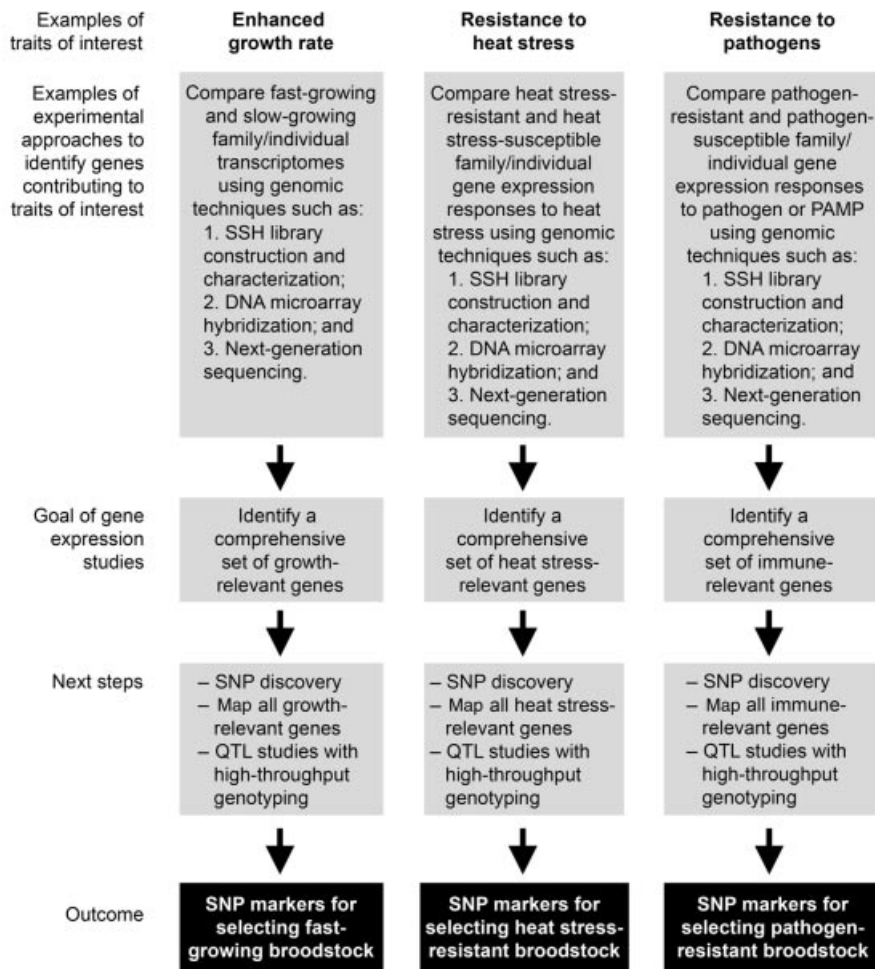 Examples of
traits of interest
Enhanced
growth rate
Resistance to
heat stress
Resistance to
pathogens
Examples of
experimental
approaches to
identify genes
contributing to
traits of interest
Compare fast-growing
and slow-growing
family/individual
transcriptomes
using genomic
techniques such as:
1. SSH library
construction and
characterization;
2. DNA microarray
hybridization; and
3. Next-generation
sequencing.
Compare heat stress-
resistant and heat
stress-susceptible
family/individual
gene expression
responses to heat
stress using genomic
techniques such as:
1. SSH library
construction and
characterization;
2. DNA microarray
hybridization; and
3. Next-generation
sequencing.
Compare pathogen-
resistant and pathogen-
susceptible family/
individual gene
expression responses
to pathogen or PAMP
using genomic
techniques such as:
1. SSH library
construction and
characterization;
2. DNA microarray
hybridization; and
3. Next-generation
sequencing.
Goal of gene
expression
studies
Identify a
comprehensive
set of growth-
relevant genes
Identify a
comprehensive
set of heat stress-
relevant genes
Identify a
comprehensive
set of immune-
relevant genes
Next steps
– SNP discovery
– Map all growth-
relevant genes
– QTL studies with
high-throughput
genotyping
– SNP discovery
– Map all heat stress-
relevant genes
– QTL studies with
high-throughput
genotyping
– SNP discovery
– Map all immune-
relevant genes
– QTL studies with
high-throughput
genotyping
Outcome
SNP markers for
selecting fast-
growing broodstock
SNP markers for
selecting heat stress-
resistant broodstock
SNP markers for
selecting pathogen-
resistant broodstock